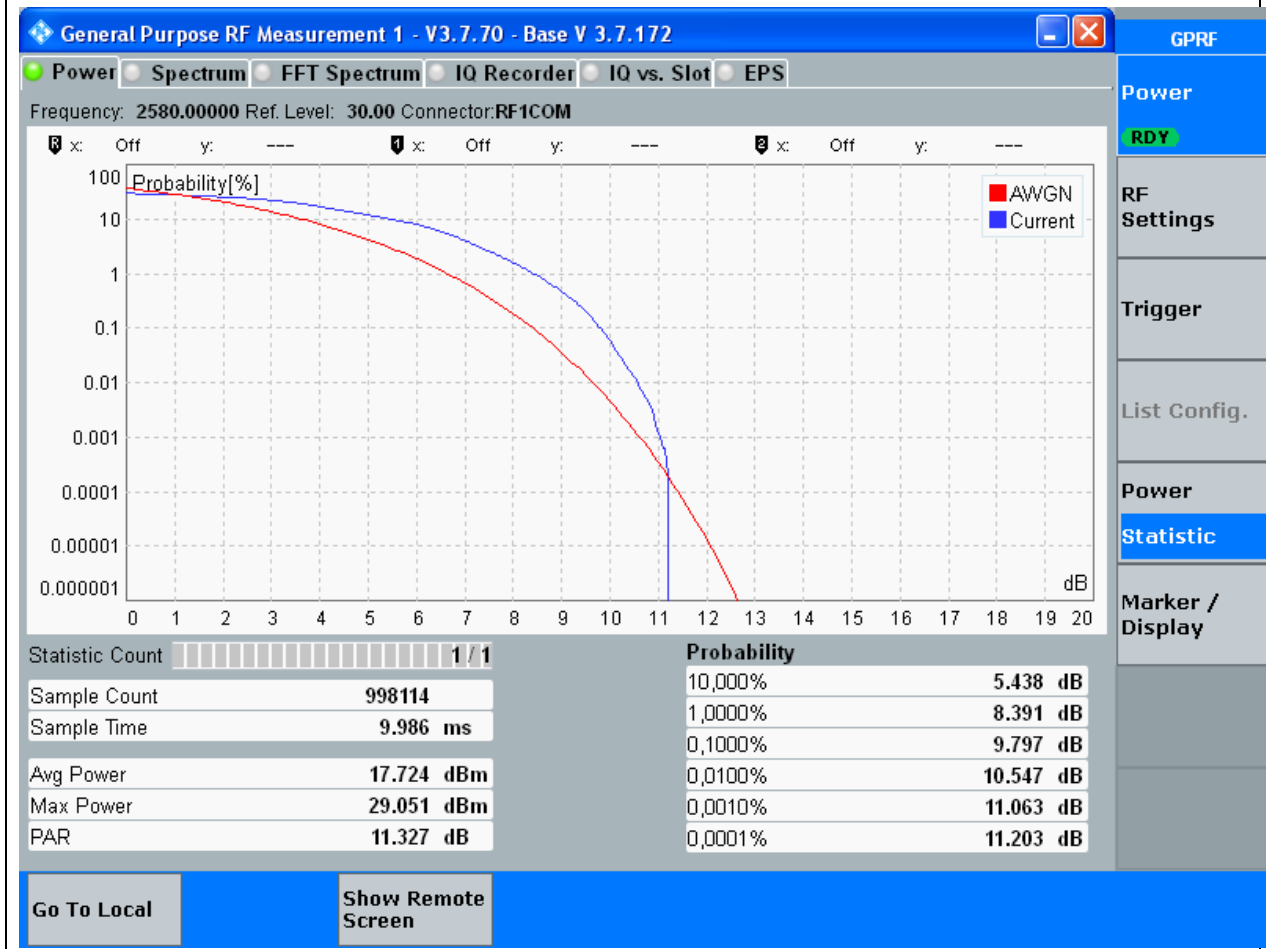 General Purpose RF Measurement 1 - V3.7.70 - Base V 3.7.172
GPRF
Power Spectrum FFT Spectrum IQ Recorder IQ vs. Slot EPS
Power
RDY
Frequency: 2580.00000 Ref. Level: 30.00 Connector:RF1COM
R x: Off y: --- 1 x: Off y: --- 2 x: Off y: ---
Probability[%]
AWGN
Current
100
10
1
0.1
0.01
0.001
0.0001
0.00001
0.000001
dB
0 1 2 3 4 5 6 7 8 9 10 11 12 13 14 15 16 17 18 19 20
RF
Settings
Trigger
List Config.
Power
Statistic
Marker /
Display
Statistic Count 1 / 1
Sample Count 998114
Sample Time 9.986 ms
Avg Power 17.724 dBm
Max Power 29.051 dBm
PAR 11.327 dB
Probability
10,000% 5.438 dB
1,0000% 8.391 dB
0,1000% 9.797 dB
0,0100% 10.547 dB
0,0010% 11.063 dB
0,0001% 11.203 dB
Go To Local
Show Remote
Screen